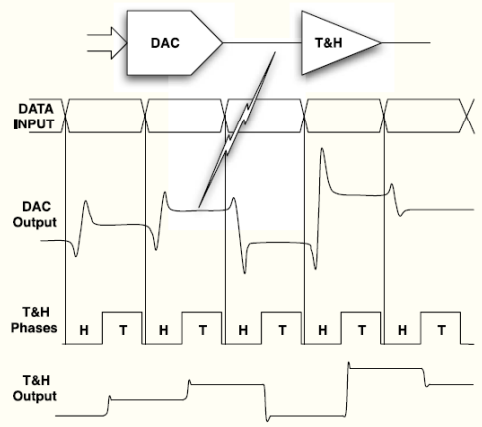 DAC
T&H
DATA
INPUT
DAC
Output
T&H
Phases
H T H T H T H T H T
T&H
Output